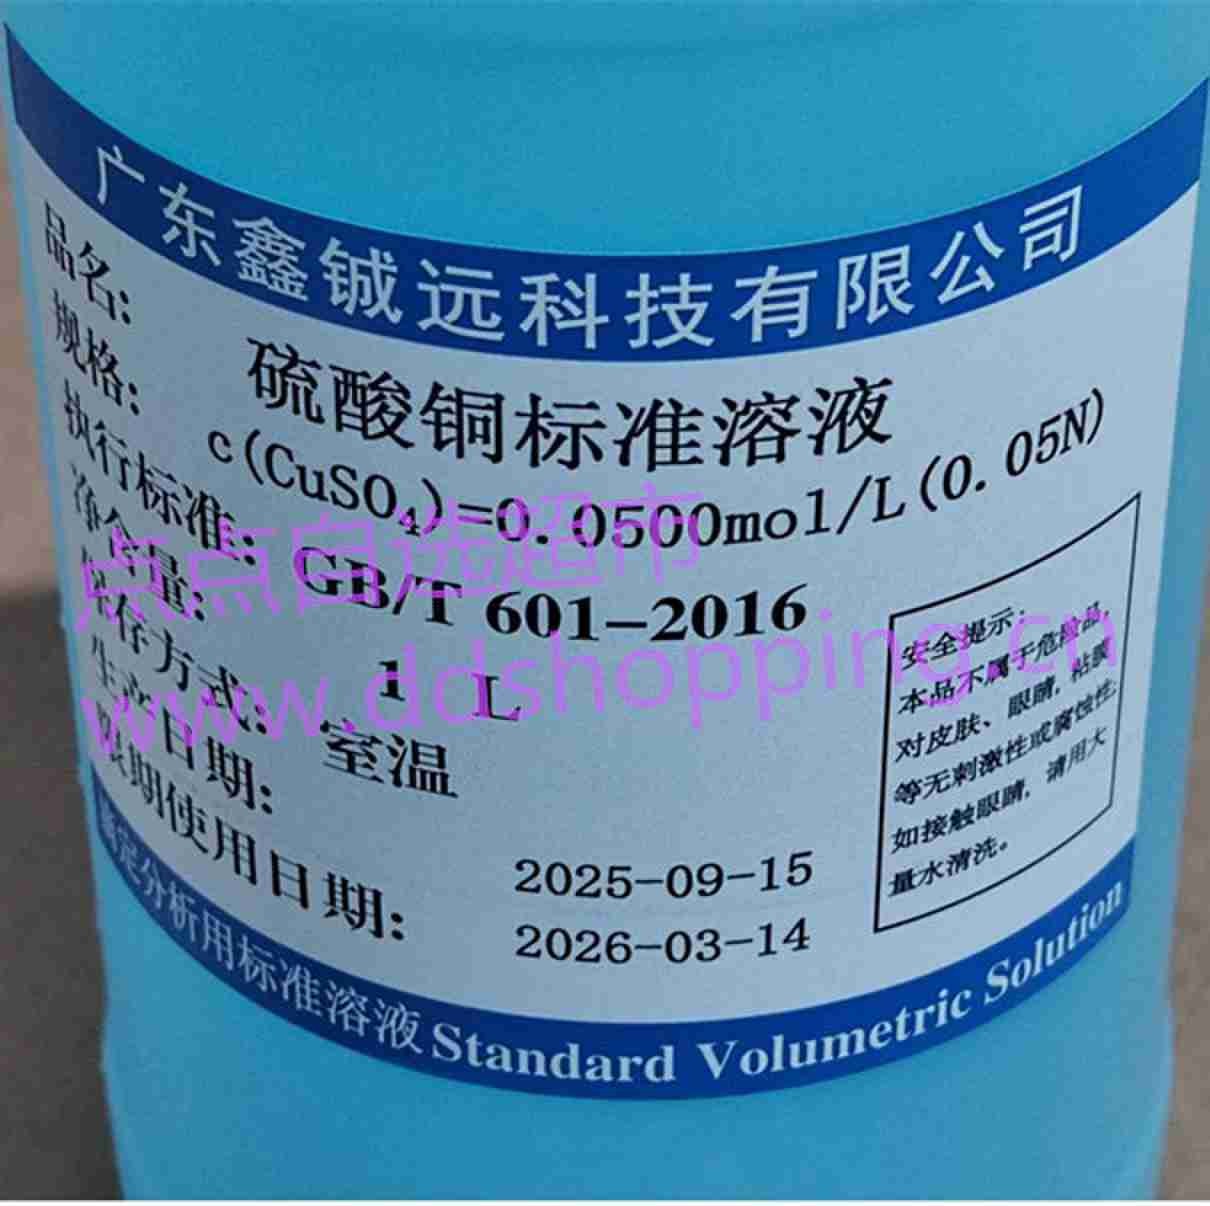 广东鑫铖远科技有限公司
品名: 硫酸铜标准溶液
规格: c(CuSO₄)=0.0500mol/L(0.05N)
执行标准: GB/T 601-2016
净含量: 1 L
保存方式: 室温
生产日期: 2025-09-15
限期使用日期: 2026-03-14
安全提示:
本品不属于危险品,
对皮肤、眼睛, 粘膜
等无刺激性或腐蚀性;
如接触眼睛, 请用大
量水清洗。
滴定分析用标准溶液 Standard Volumetric Solution
点点自选超市
www.ddshopping.cn